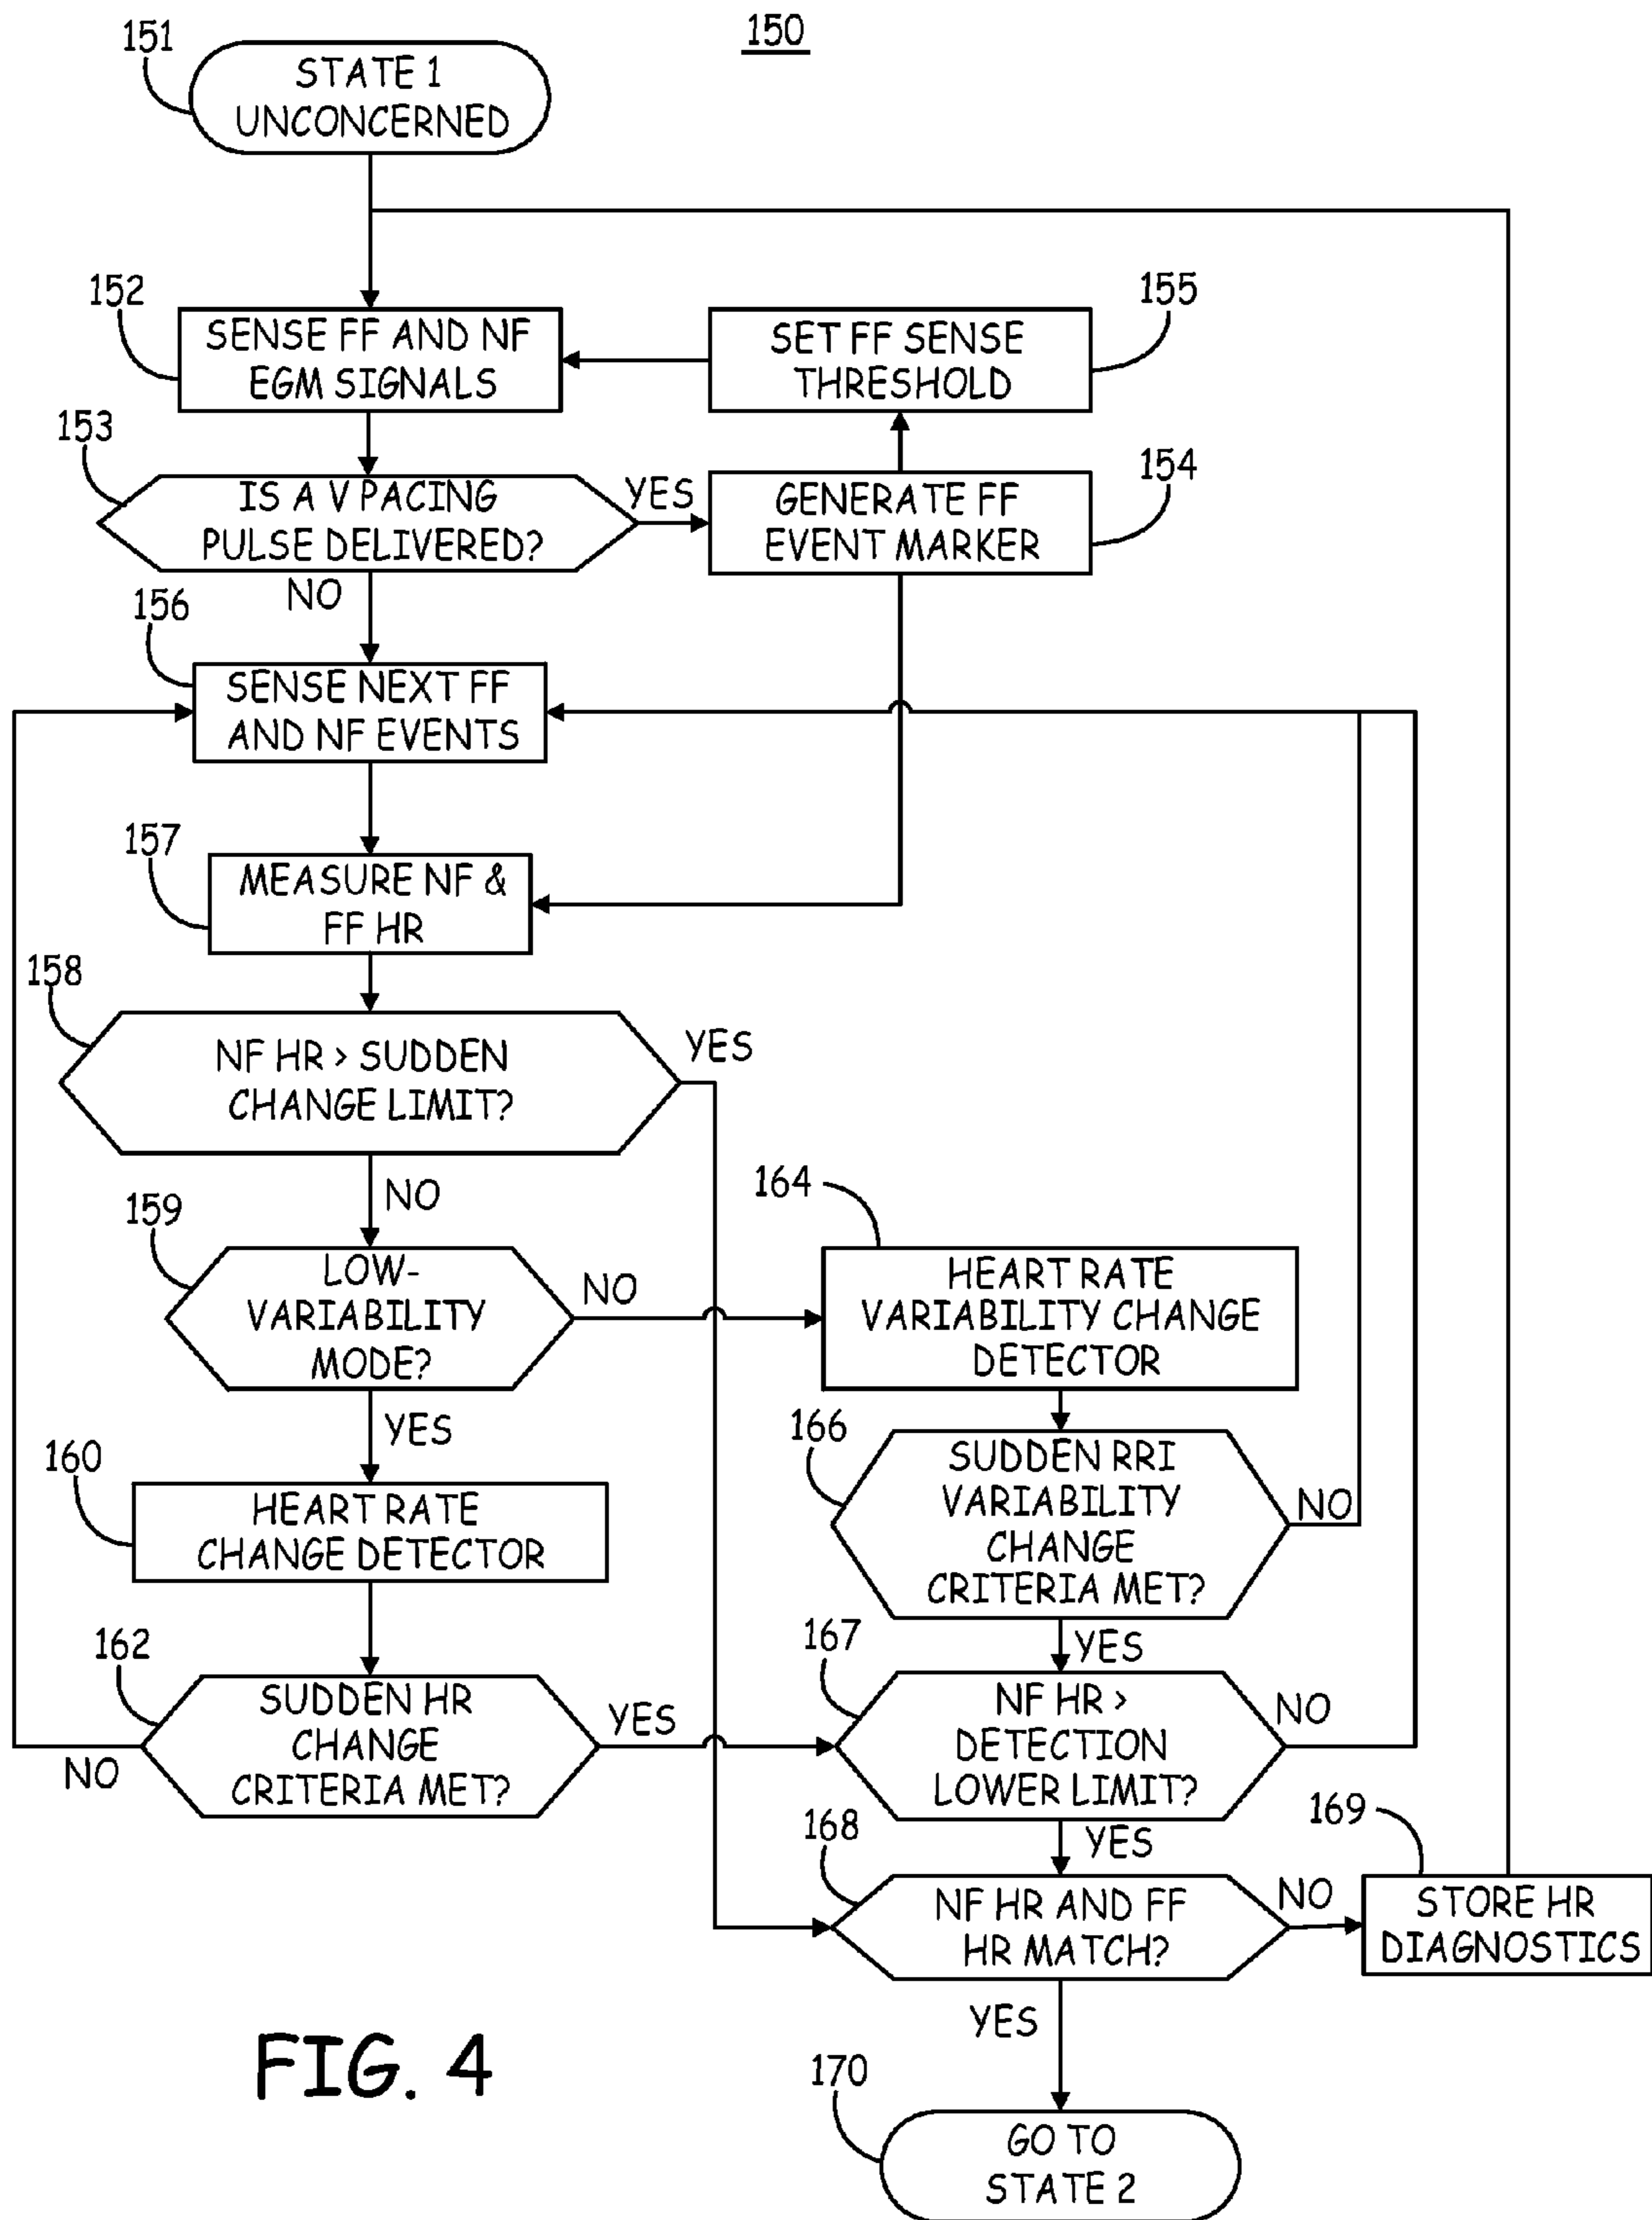 150
151
STATE 1
UNCONCERNED
152
SENSE FF AND NF
EGM SIGNALS
155
SET FF SENSE
THRESHOLD
153
IS A V PACING
PULSE DELIVERED?
YES
NO
154
GENERATE FF
EVENT MARKER
156
SENSE NEXT FF
AND NF EVENTS
157
MEASURE NF &
FF HR
158
NF HR > SUDDEN
CHANGE LIMIT?
YES
NO
159
LOW-
VARIABILITY
MODE?
NO
YES
164
HEART RATE
VARIABILITY CHANGE
DETECTOR
160
HEART RATE
CHANGE DETECTOR
166
SUDDEN RRI
VARIABILITY
CHANGE
CRITERIA MET?
NO
YES
162
SUDDEN HR
CHANGE
CRITERIA MET?
YES
NO
167
NF HR >
DETECTION
LOWER LIMIT?
NO
YES
168
NF HR AND FF
HR MATCH?
NO
YES
169
STORE HR
DIAGNOSTICS
170
GO TO
STATE 2
FIG. 4